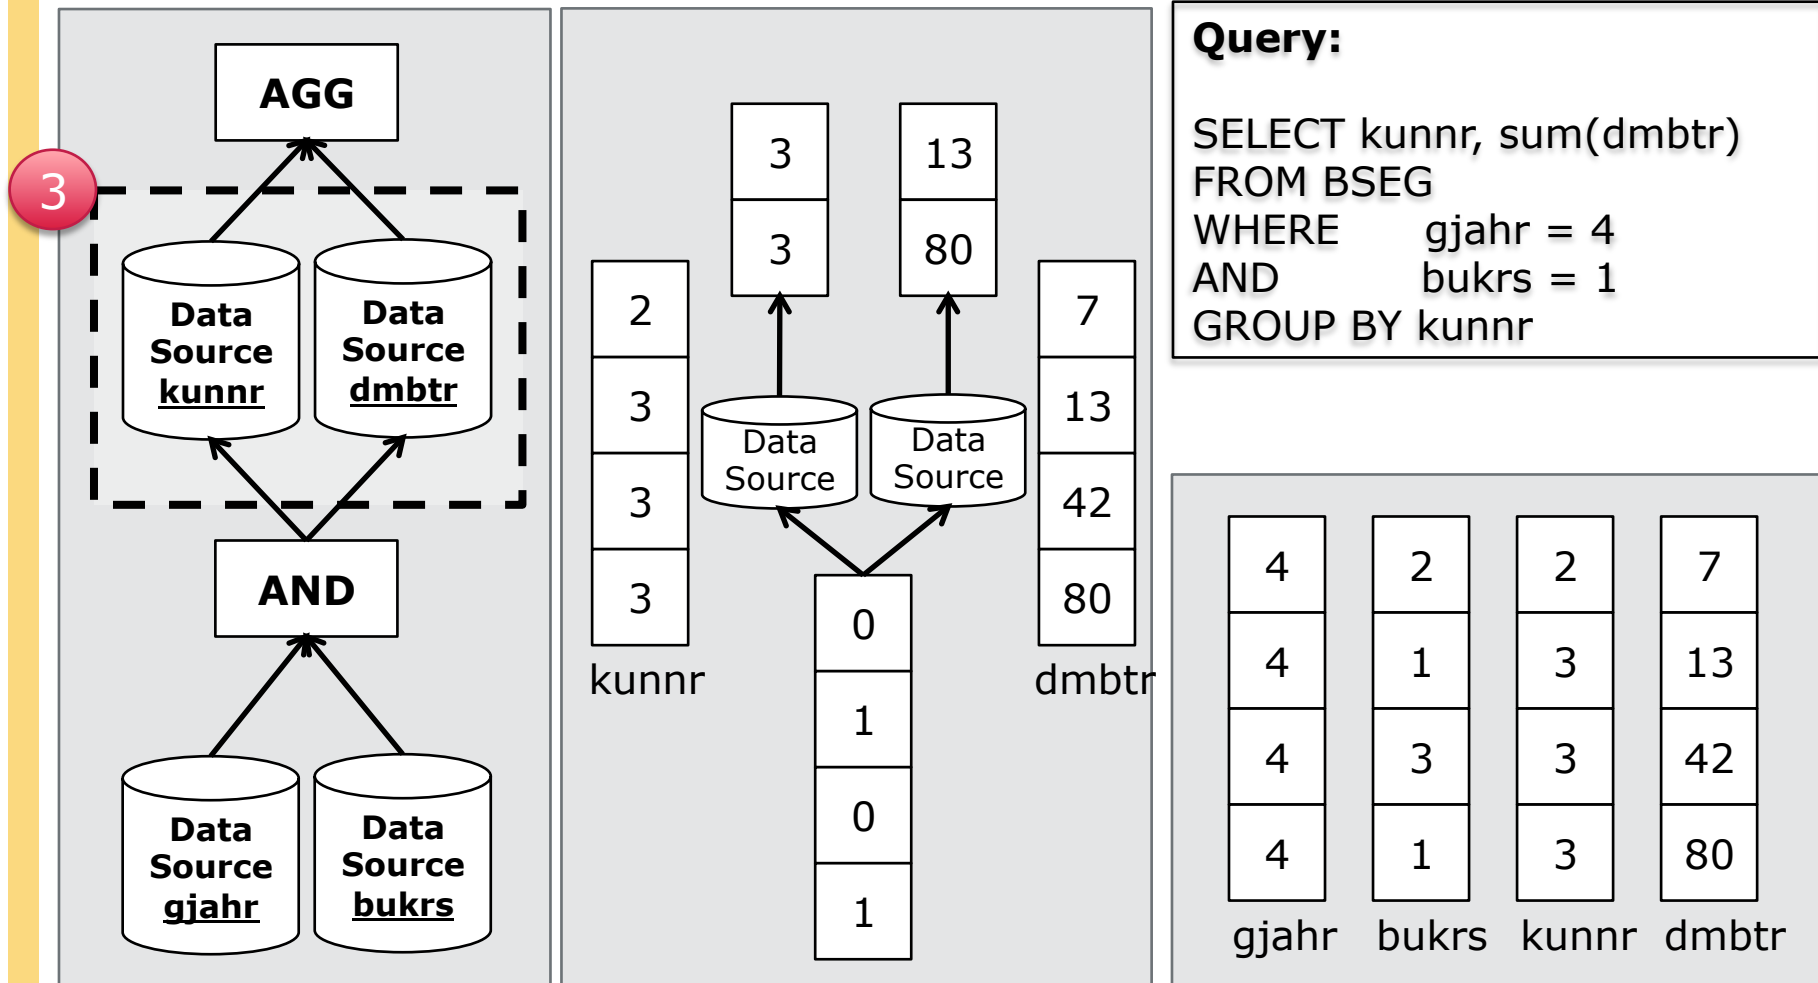 3
AGG
Data
Source
kunnr
Data
Source
dmbtr
AND
Data
Source
gjahr
Data
Source
bukrs
3
3
13
80
2
3
3
3
kunnr
7
13
42
80
dmbtr
Data
Source
Data
Source
0
1
0
1
Query:
SELECT kunnr, sum(dmbtr)
FROM BSEG
WHERE gjahr = 4
AND bukrs = 1
GROUP BY kunnr
4 2 2 7
4 1 3 13
4 3 3 42
4 1 3 80
gjahr bukrs kunnr dmbtr